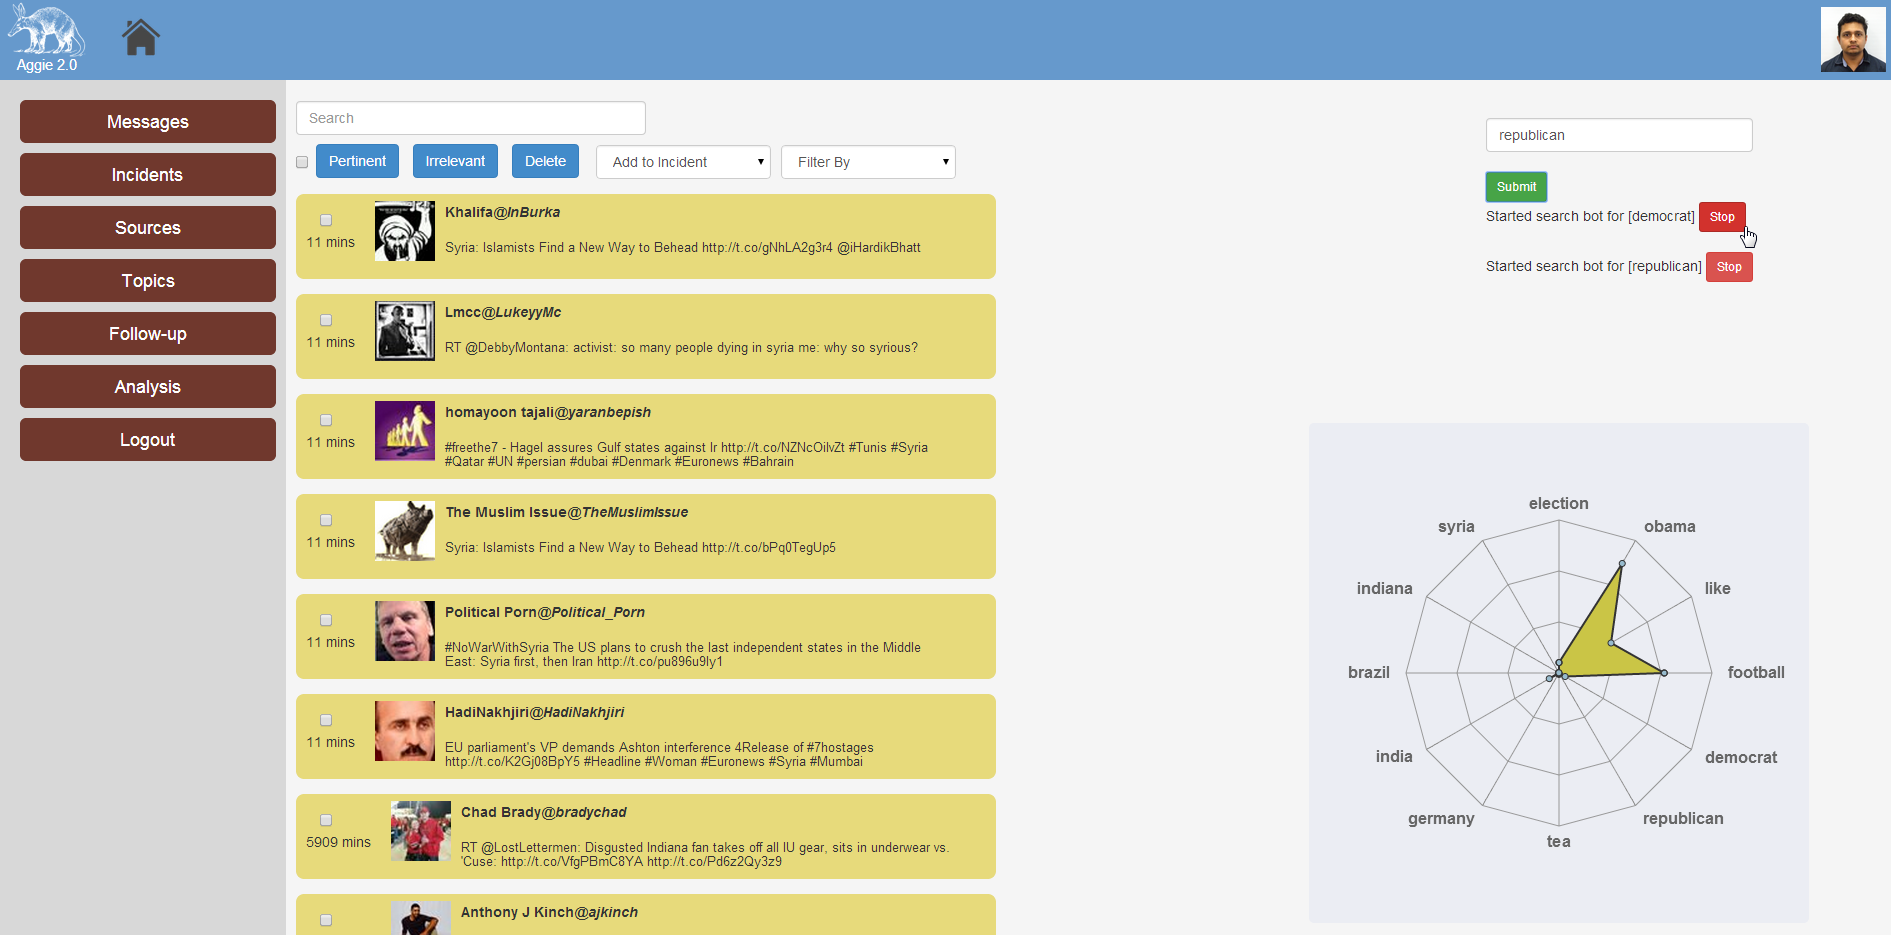 Aggie 2.0
Messages
Incidents
Sources
Topics
Follow-up
Analysis
Logout
Search
Pertinent
Irrelevant
Delete
Add to Incident
Filter By
11 mins
Khalifa@InBurka
Syria: Islamists Find a New Way to Behead http://t.co/gNhLA2g3r4 @iHardikBhatt
11 mins
Lmcc@LukeyyMc
RT @DebbyMontana: activist: so many people dying in syria me: why so syrious?
11 mins
homayoon tajali@yaranbepish
#freethe7 - Hagel assures Gulf states against Ir http://t.co/NZNcOilvZt #Tunis #Syria
#Qatar #UN #persian #dubai #Denmark #Euronews #Bahrain
11 mins
The Muslim Issue@TheMuslimIssue
Syria: Islamists Find a New Way to Behead http://t.co/bPq0TegUp5
11 mins
Political Porn@Political_Porn
#NoWarWithSyria The US plans to crush the last independent states in the Middle
East: Syria first, then Iran http://t.co/pu896u9ly1
11 mins
HadiNakhjiri@HadiNakhjiri
EU parliament's VP demands Ashton interference 4Release of #7hostages
http://t.co/K2Gj08BpY5 #Headline #Woman #Euronews #Syria #Mumbai
5909 mins
Chad Brady@bradychad
RT @LostLettermen: Disgusted Indiana fan takes off all IU gear, sits in underwear vs.
'Cuse: http://t.co/VfgPBmC8YA http://t.co/Pd6z2Qy3z9
Anthony J Kinch@ajkinch
republican
Submit
Started search bot for [democrat] Stop
Started search bot for [republican] Stop
election
obama
like
football
democrat
republican
tea
germany
india
brazil
indiana
syria